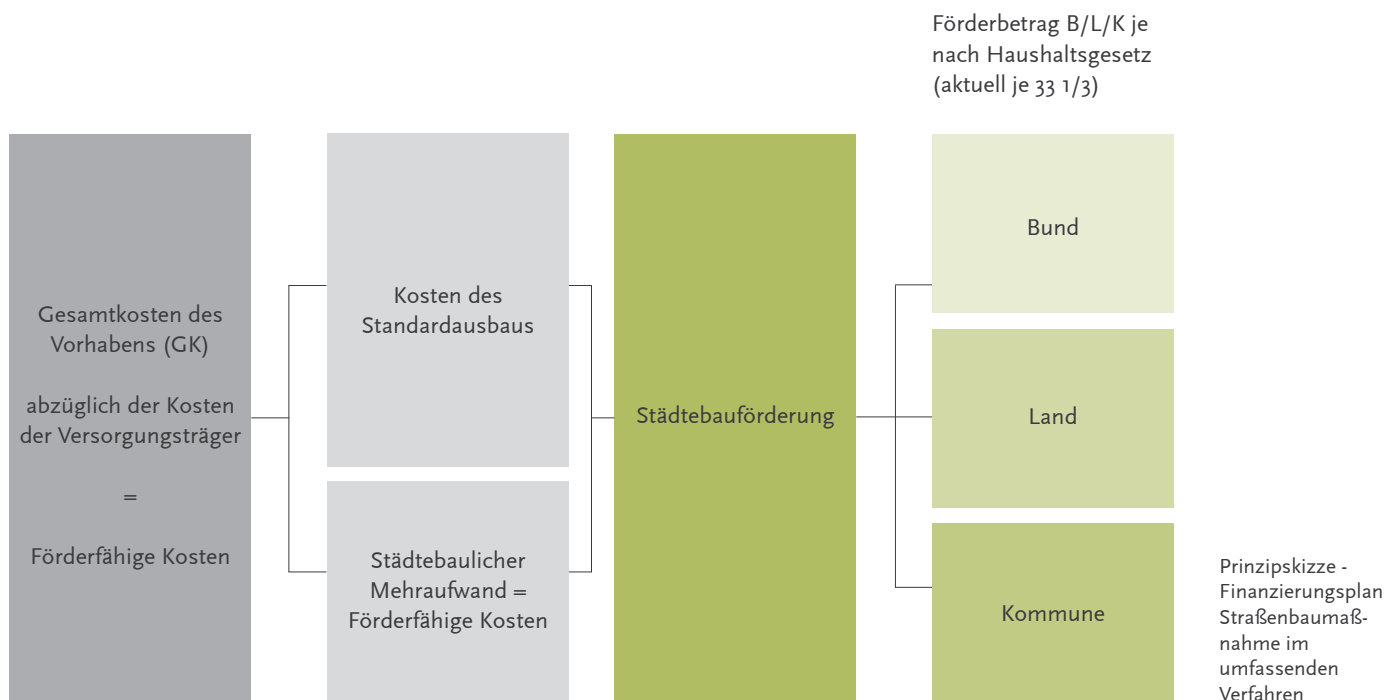 Förderbetrag B/L/K je
nach Haushaltsgesetz
(aktuell je 33 1/3)
Gesamtkosten des
Vorhabens (GK)
abzüglich der Kosten
der Versorgungsträger
=
Förderfähige Kosten
Kosten des
Standardausbaus
Städtebaulicher
Mehraufwand =
Förderfähige Kosten
Städtebauförderung
Bund
Land
Kommune
Prinzipskizze -
Finanzierungsplan
Straßenbaumaß-
nahme im
umfassenden
Verfahren